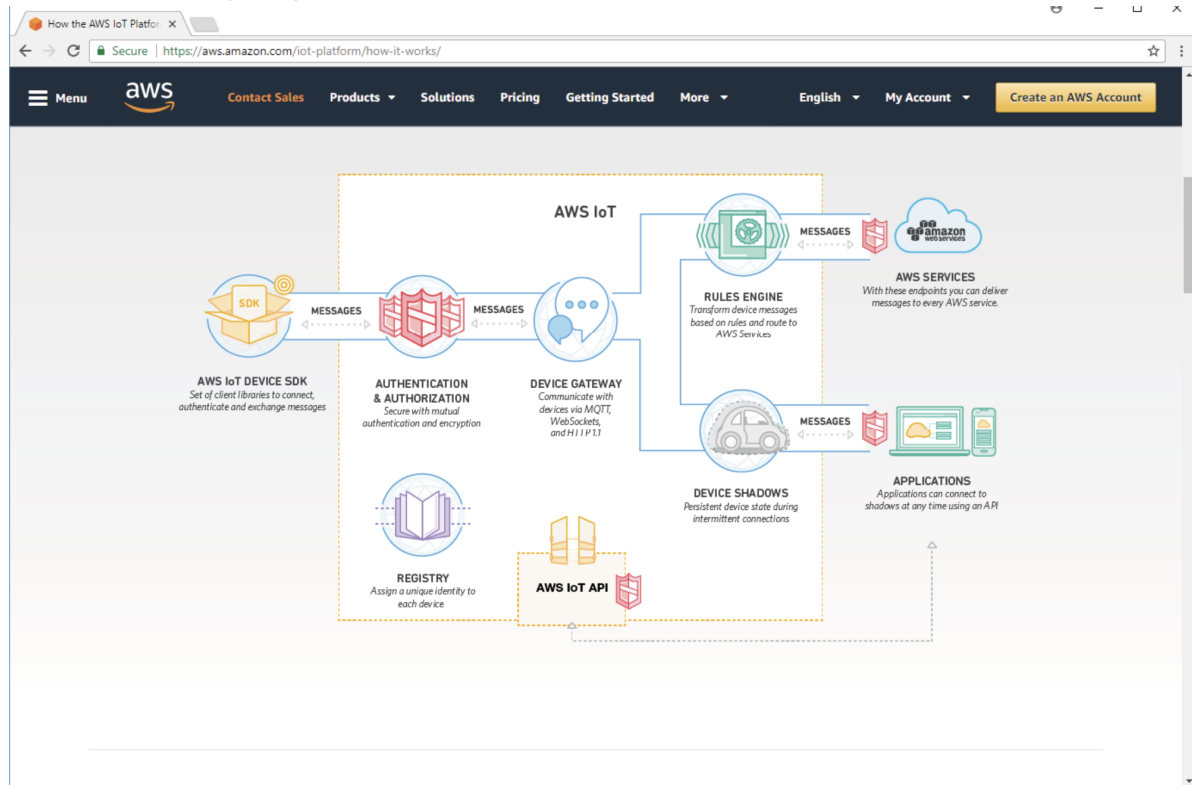 How the AWS IoT Platfor
Secure https://aws.amazon.com/iot-platform/how-it-works/
Menu aws Contact Sales Products Solutions Pricing Getting Started More English My Account Create an AWS Account
AWS IoT
MESSAGES
amazon
web services
AWS SERVICES
With these endpoints you can deliver
messages to every AWS service.
RULES ENGINE
Transform device messages
based on rules and route to
AWS Services
SDK
MESSAGES
MESSAGES
AWS IoT DEVICE SDK
Set of client libraries to connect,
authenticate and exchange messages
AUTHENTICATION
& AUTHORIZATION
Secure with mutual
authentication and encryption
DEVICE GATEWAY
Communicate with
devices via MQTT,
WebSockets,
and HTTP 1.1
MESSAGES
DEVICE SHADOWS
Persistent device state during
intermittent connections
APPLICATIONS
Applications can connect to
shadows at any time using an API
REGISTRY
Assign a unique identity to
each device
AWS IoT API